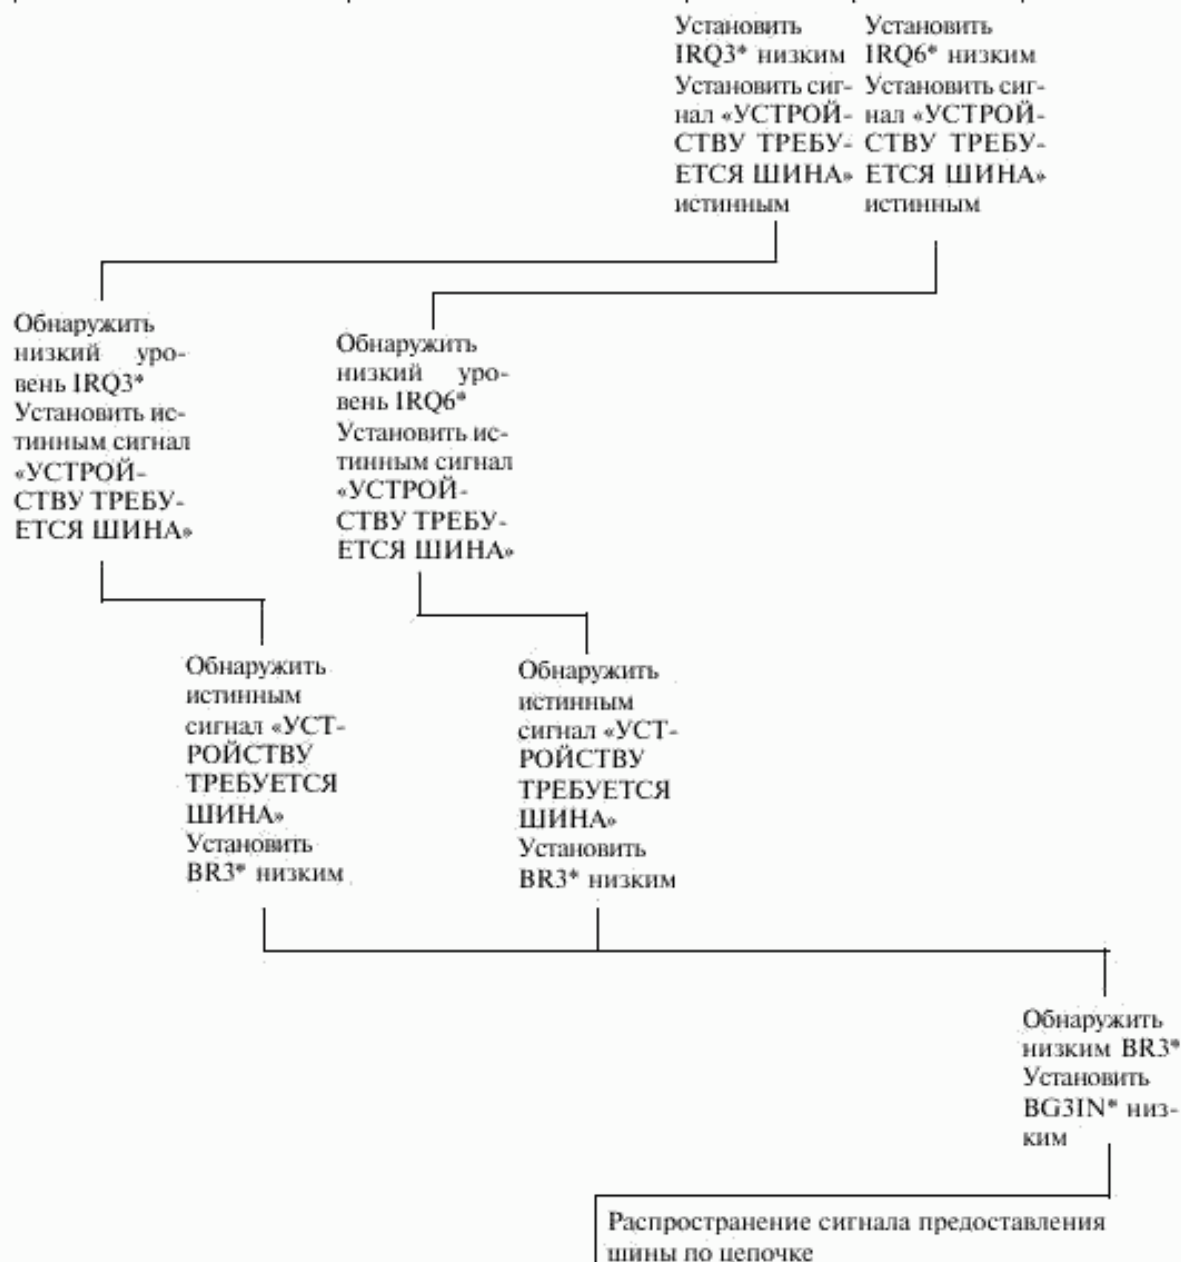 Установить
IRQ3* низким
Установить сиг-
нал «УСТРОЙ-
СТВУ ТРЕБУ-
ЕТСЯ ШИНА»
истинным
Установить
IRQ6* низким
Установить сиг-
нал «УСТРОЙ-
СТВУ ТРЕБУ-
ЕТСЯ ШИНА»
истинным
Обнаружить
низкий уро-
вень IRQ3*
Установить ис-
тинным сигнал
«УСТРОЙ-
СТВУ ТРЕБУ-
ЕТСЯ ШИНА»
Обнаружить
низкий уро-
вень IRQ6*
Установить ис-
тинным сигнал
«УСТРОЙ-
СТВУ ТРЕБУ-
ЕТСЯ ШИНА»
Обнаружить
истинным
сигнал «УСТ-
РОЙСТВУ
ТРЕБУЕТСЯ
ШИНА»
Установить
BR3* низким
Обнаружить
истинным
сигнал «УСТ-
РОЙСТВУ
ТРЕБУЕТСЯ
ШИНА»
Установить
BR3* низким
Обнаружить
низким BR3*
Установить
BG3IN* низ-
ким
Распространение сигнала предоставления
шины по цепочке